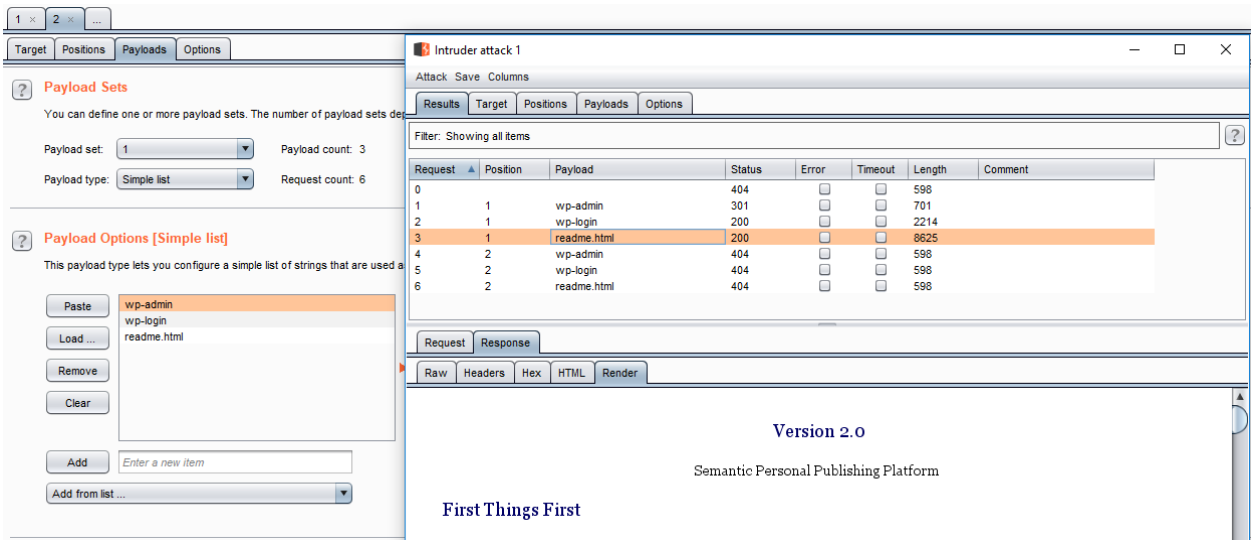 1 × 2 × ...
Target Positions Payloads Options
? Payload Sets
You can define one or more payload sets. The number of payload sets dep
Payload set: 1 Payload count: 3
Payload type: Simple list Request count: 6
? Payload Options [Simple list]
This payload type lets you configure a simple list of strings that are used a
Paste
Load ...
Remove
Clear
wp-admin
wp-login
readme.html
Add Enter a new item
Add from list ...
Intruder attack 1
Attack Save Columns
Results Target Positions Payloads Options
Filter: Showing all items ?
Request Position Payload Status Error Timeout Length Comment
0 404 598
1 1 wp-admin 301 701
2 1 wp-login 200 2214
3 1 readme.html 200 8625
4 2 wp-admin 404 598
5 2 wp-login 404 598
6 2 readme.html 404 598
Request Response
Raw Headers Hex HTML Render
Version 2.0
Semantic Personal Publishing Platform
First Things First